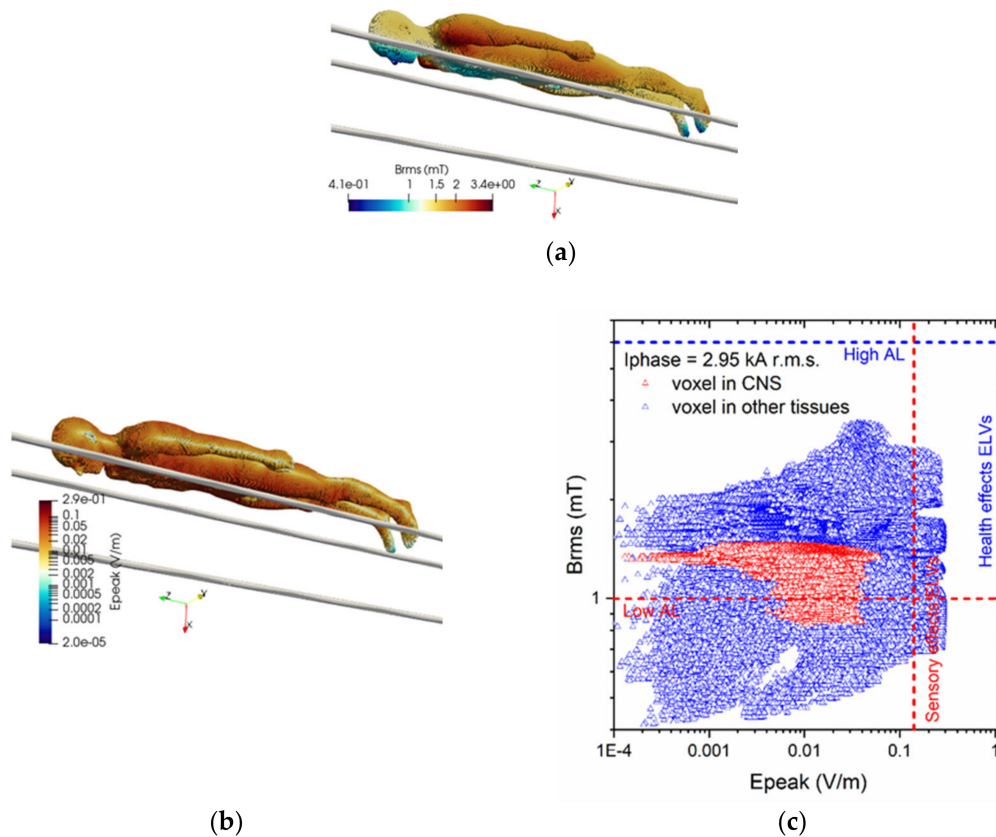 Brms (mT)
4.1e-01 1 1.5 2 3.4e+00
Z Y
X
(a)
2.9e-01
0.1
0.05
0.02
0.01
0.005
0.002
0.001
0.0005
0.0002
0.0001
2.0e-05
Epeak (V/m)
Z Y
X
(b)
High AL
Iphase = 2.95 kA r.m.s.
voxel in CNS
voxel in other tissues
Health effects ELVs
Sensory effects ELVs
Low AL
Brms (mT)
1
1E-4 0.001 0.01 0.1 1
Epeak (V/m)
(c)